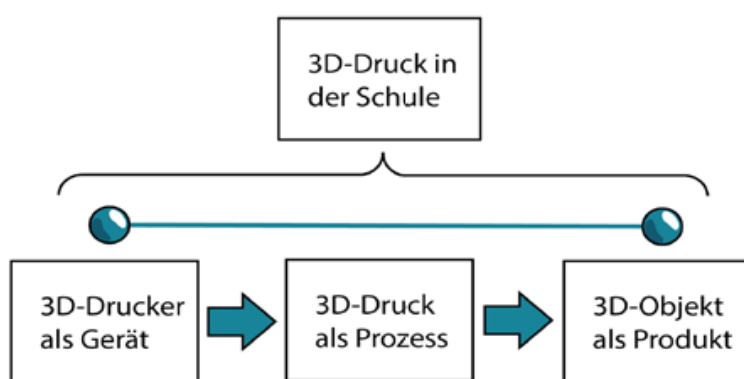 3D-Druck in
der Schule
3D-Drucker
als Gerät
3D-Druck
als Prozess
3D-Objekt
als Produkt